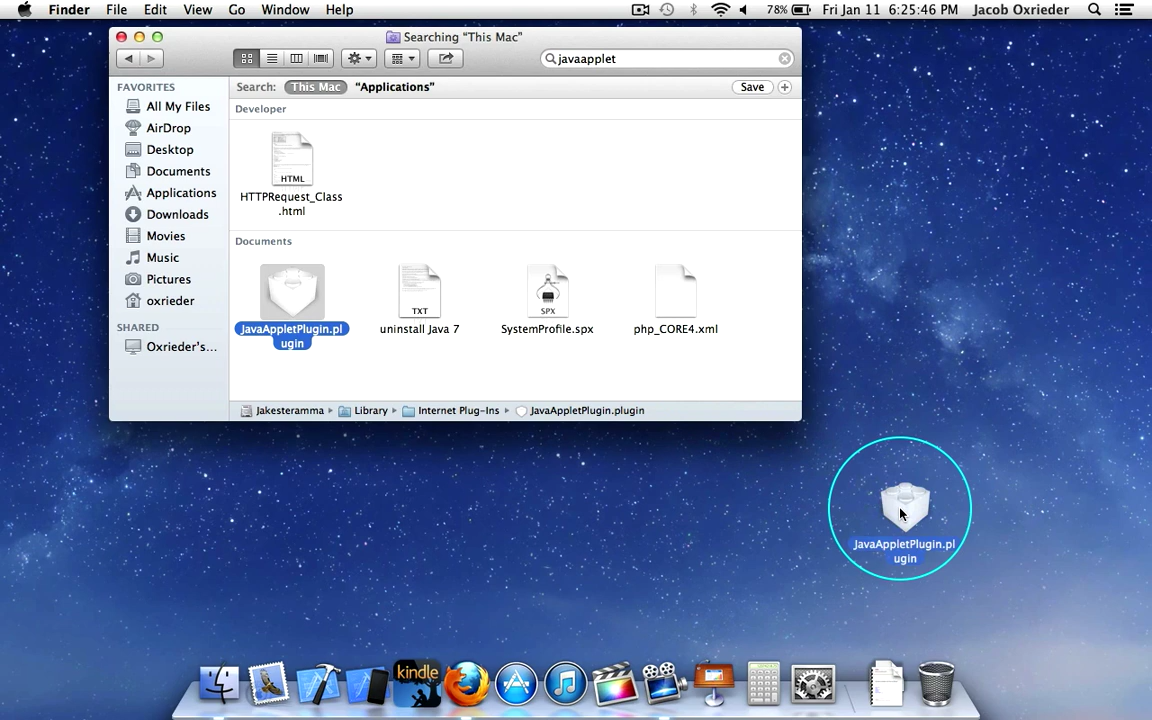 Finder File Edit View Go Window Help 78% Fri Jan 11 6:25:46 PM Jacob Oxrieder
Searching "This Mac"
javaapplet
FAVORITES
All My Files
AirDrop
Desktop
Documents
Applications
Downloads
Movies
Music
Pictures
oxrieder
SHARED
Oxrieder's...
Search: This Mac "Applications" Save
Developer
HTML
HTTPRequest_Class
.html
Documents
TXT SPX
JavaAppletPlugin.pl uninstall Java 7 SystemProfile.spx php_CORE4.xml
ugin
Jakesteramma Library Internet Plug-Ins JavaAppletPlugin.plugin
JavaAppletPlugin.pl
ugin
kindle